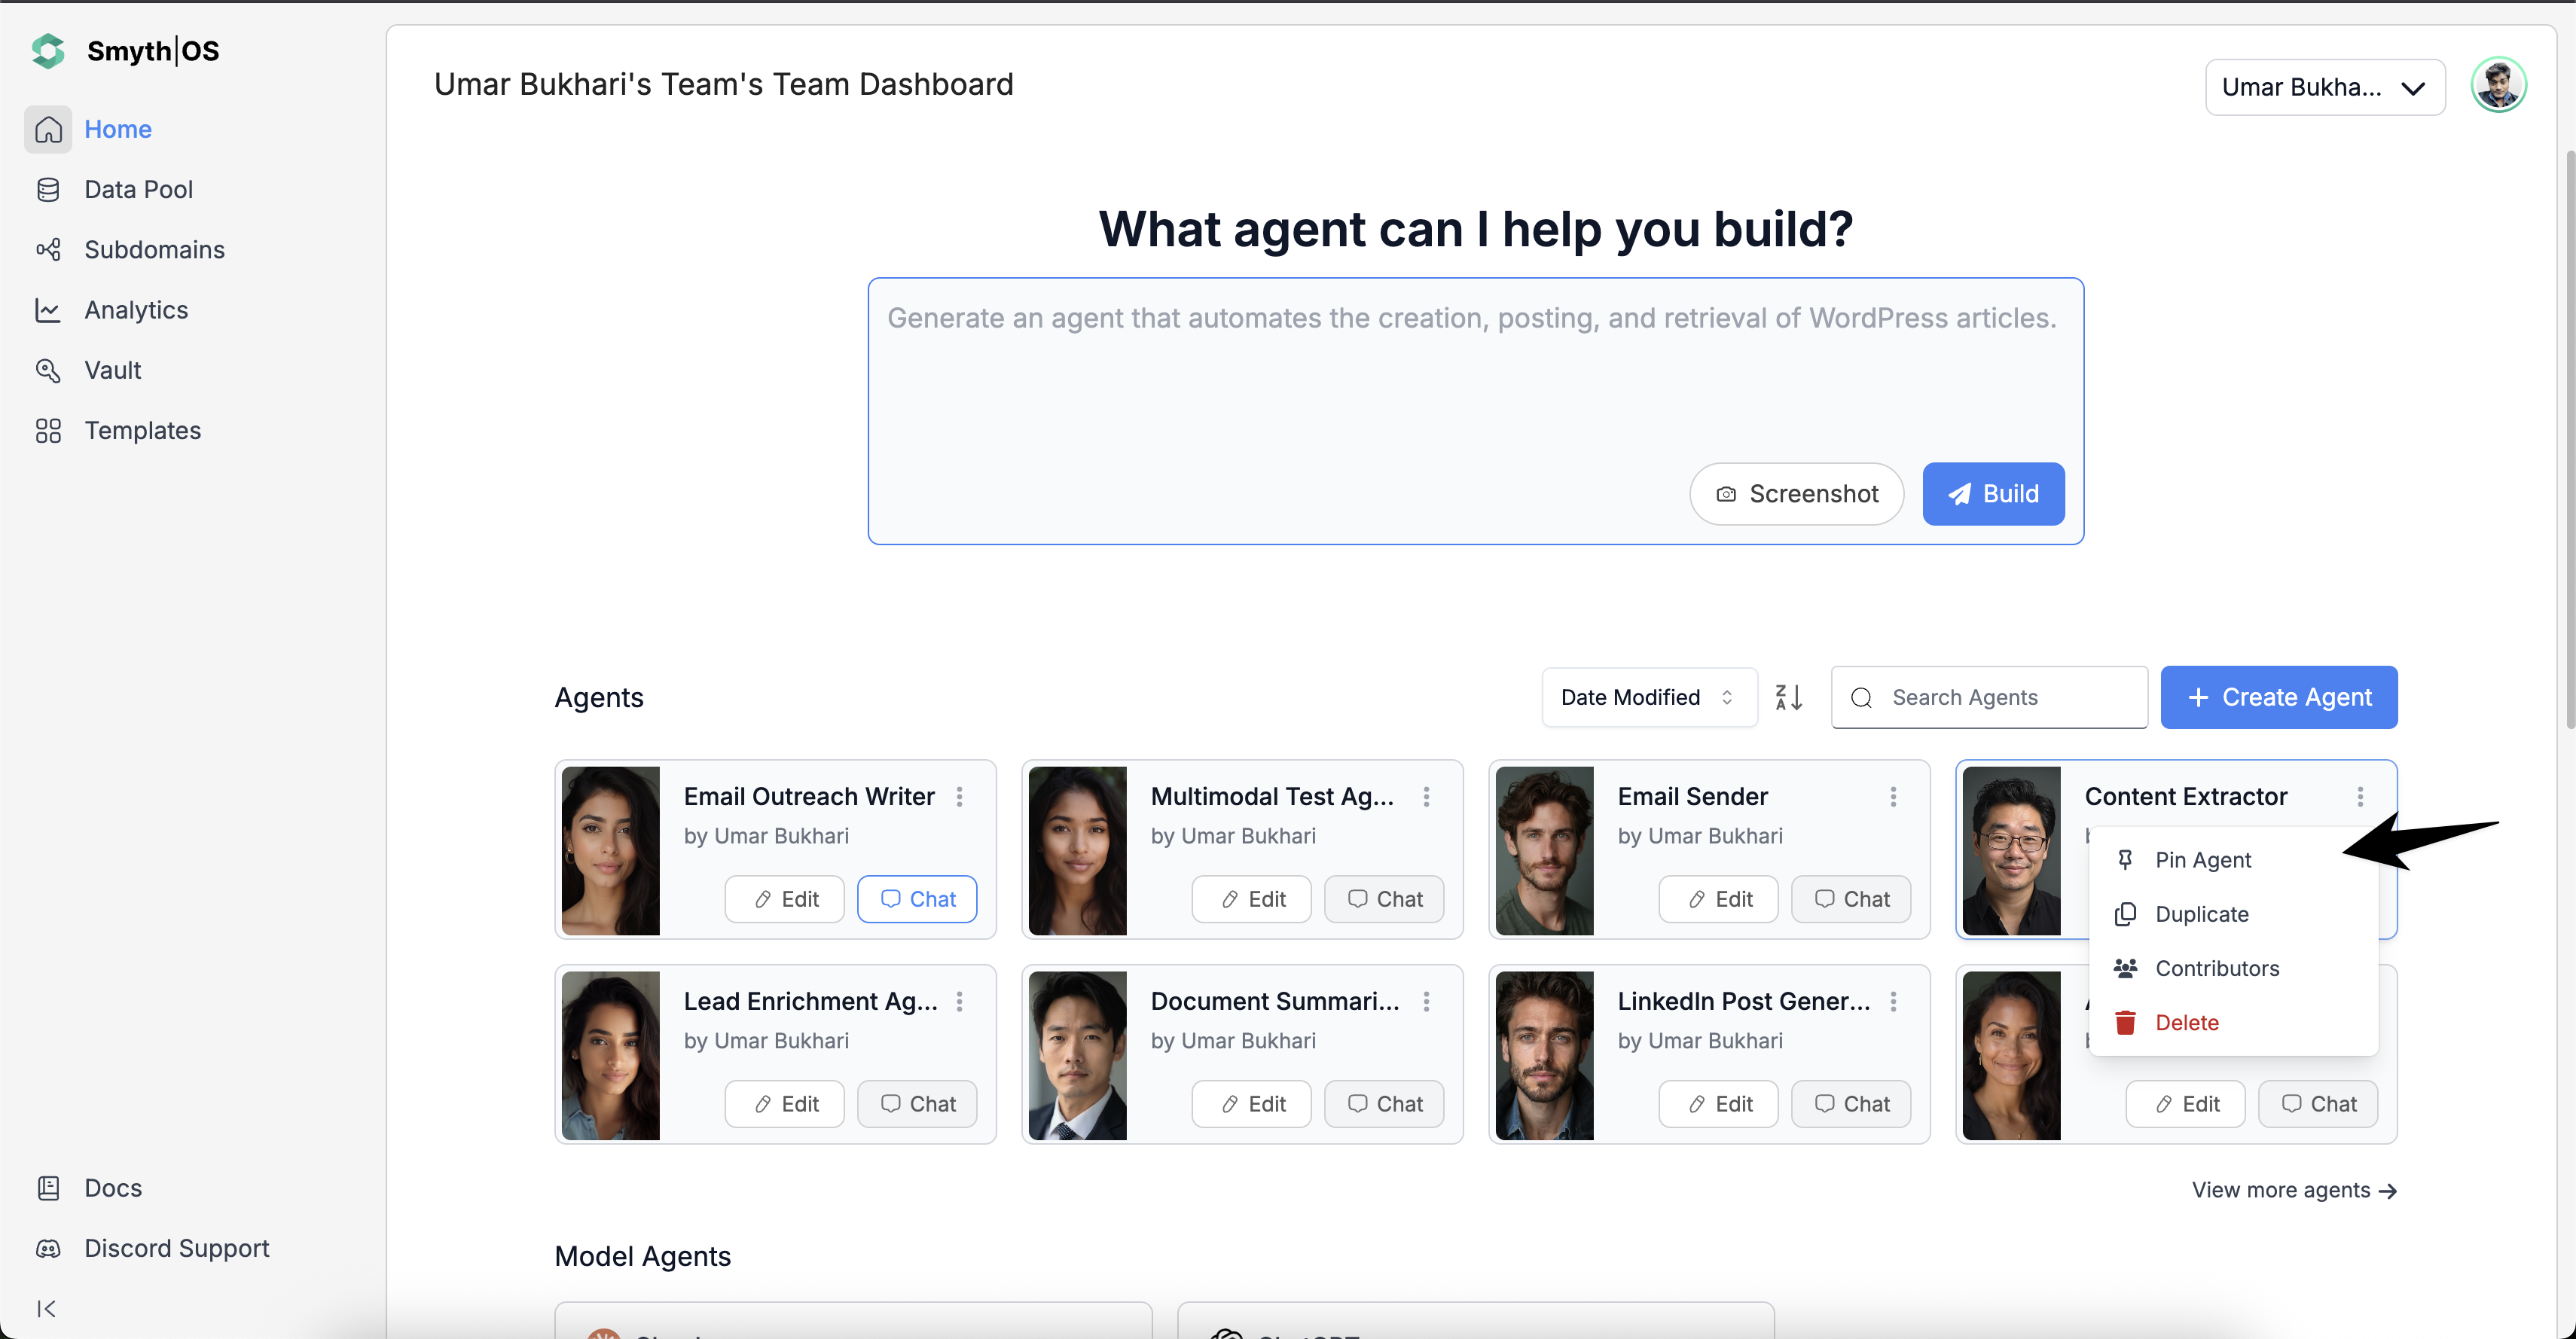 Smyth|OS
Home
Data Pool
Subdomains
Analytics
Vault
Templates
Docs
Discord Support
Umar Bukhari's Team's Team Dashboard
Umar Bukha...
What agent can I help you build?
Generate an agent that automates the creation, posting, and retrieval of WordPress articles.
Screenshot
Build
Agents
Date Modified
Z
A
Search Agents
+ Create Agent
Email Outreach Writer
by Umar Bukhari
Edit
Chat
Multimodal Test Ag...
by Umar Bukhari
Edit
Chat
Email Sender
by Umar Bukhari
Edit
Chat
Content Extractor
Pin Agent
Duplicate
Contributors
Delete
Lead Enrichment Ag...
by Umar Bukhari
Edit
Chat
Document Summari...
by Umar Bukhari
Edit
Chat
LinkedIn Post Gener...
by Umar Bukhari
Edit
Chat
Edit
Chat
View more agents →
Model Agents